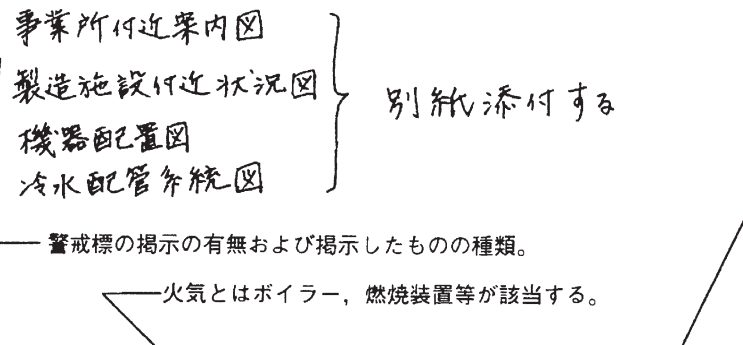 事業所付近案内図
製造施設付近状況図
機器配置図
冷水配管系統図
別紙添付する
警戒標の掲示の有無および掲示したものの種類。
火気とはボイラー，燃焼装置等が該当する。